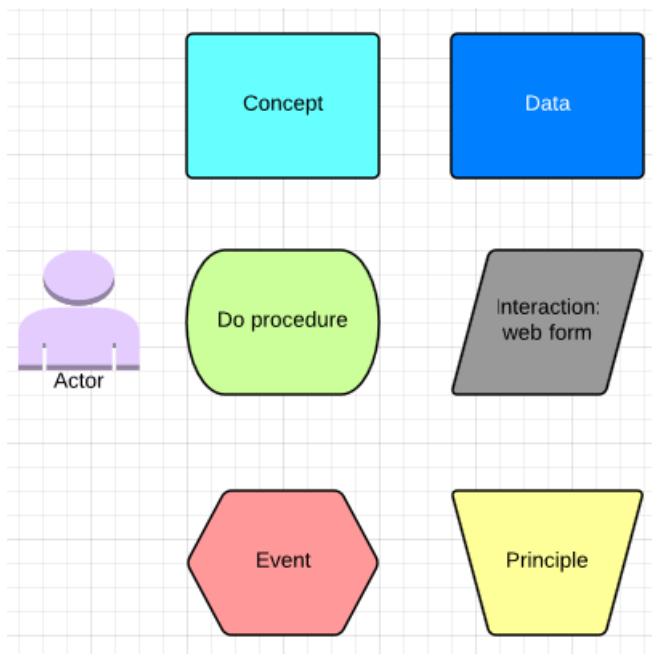 Concept
Data
Actor
Do procedure
Interaction:
web form
Event
Principle